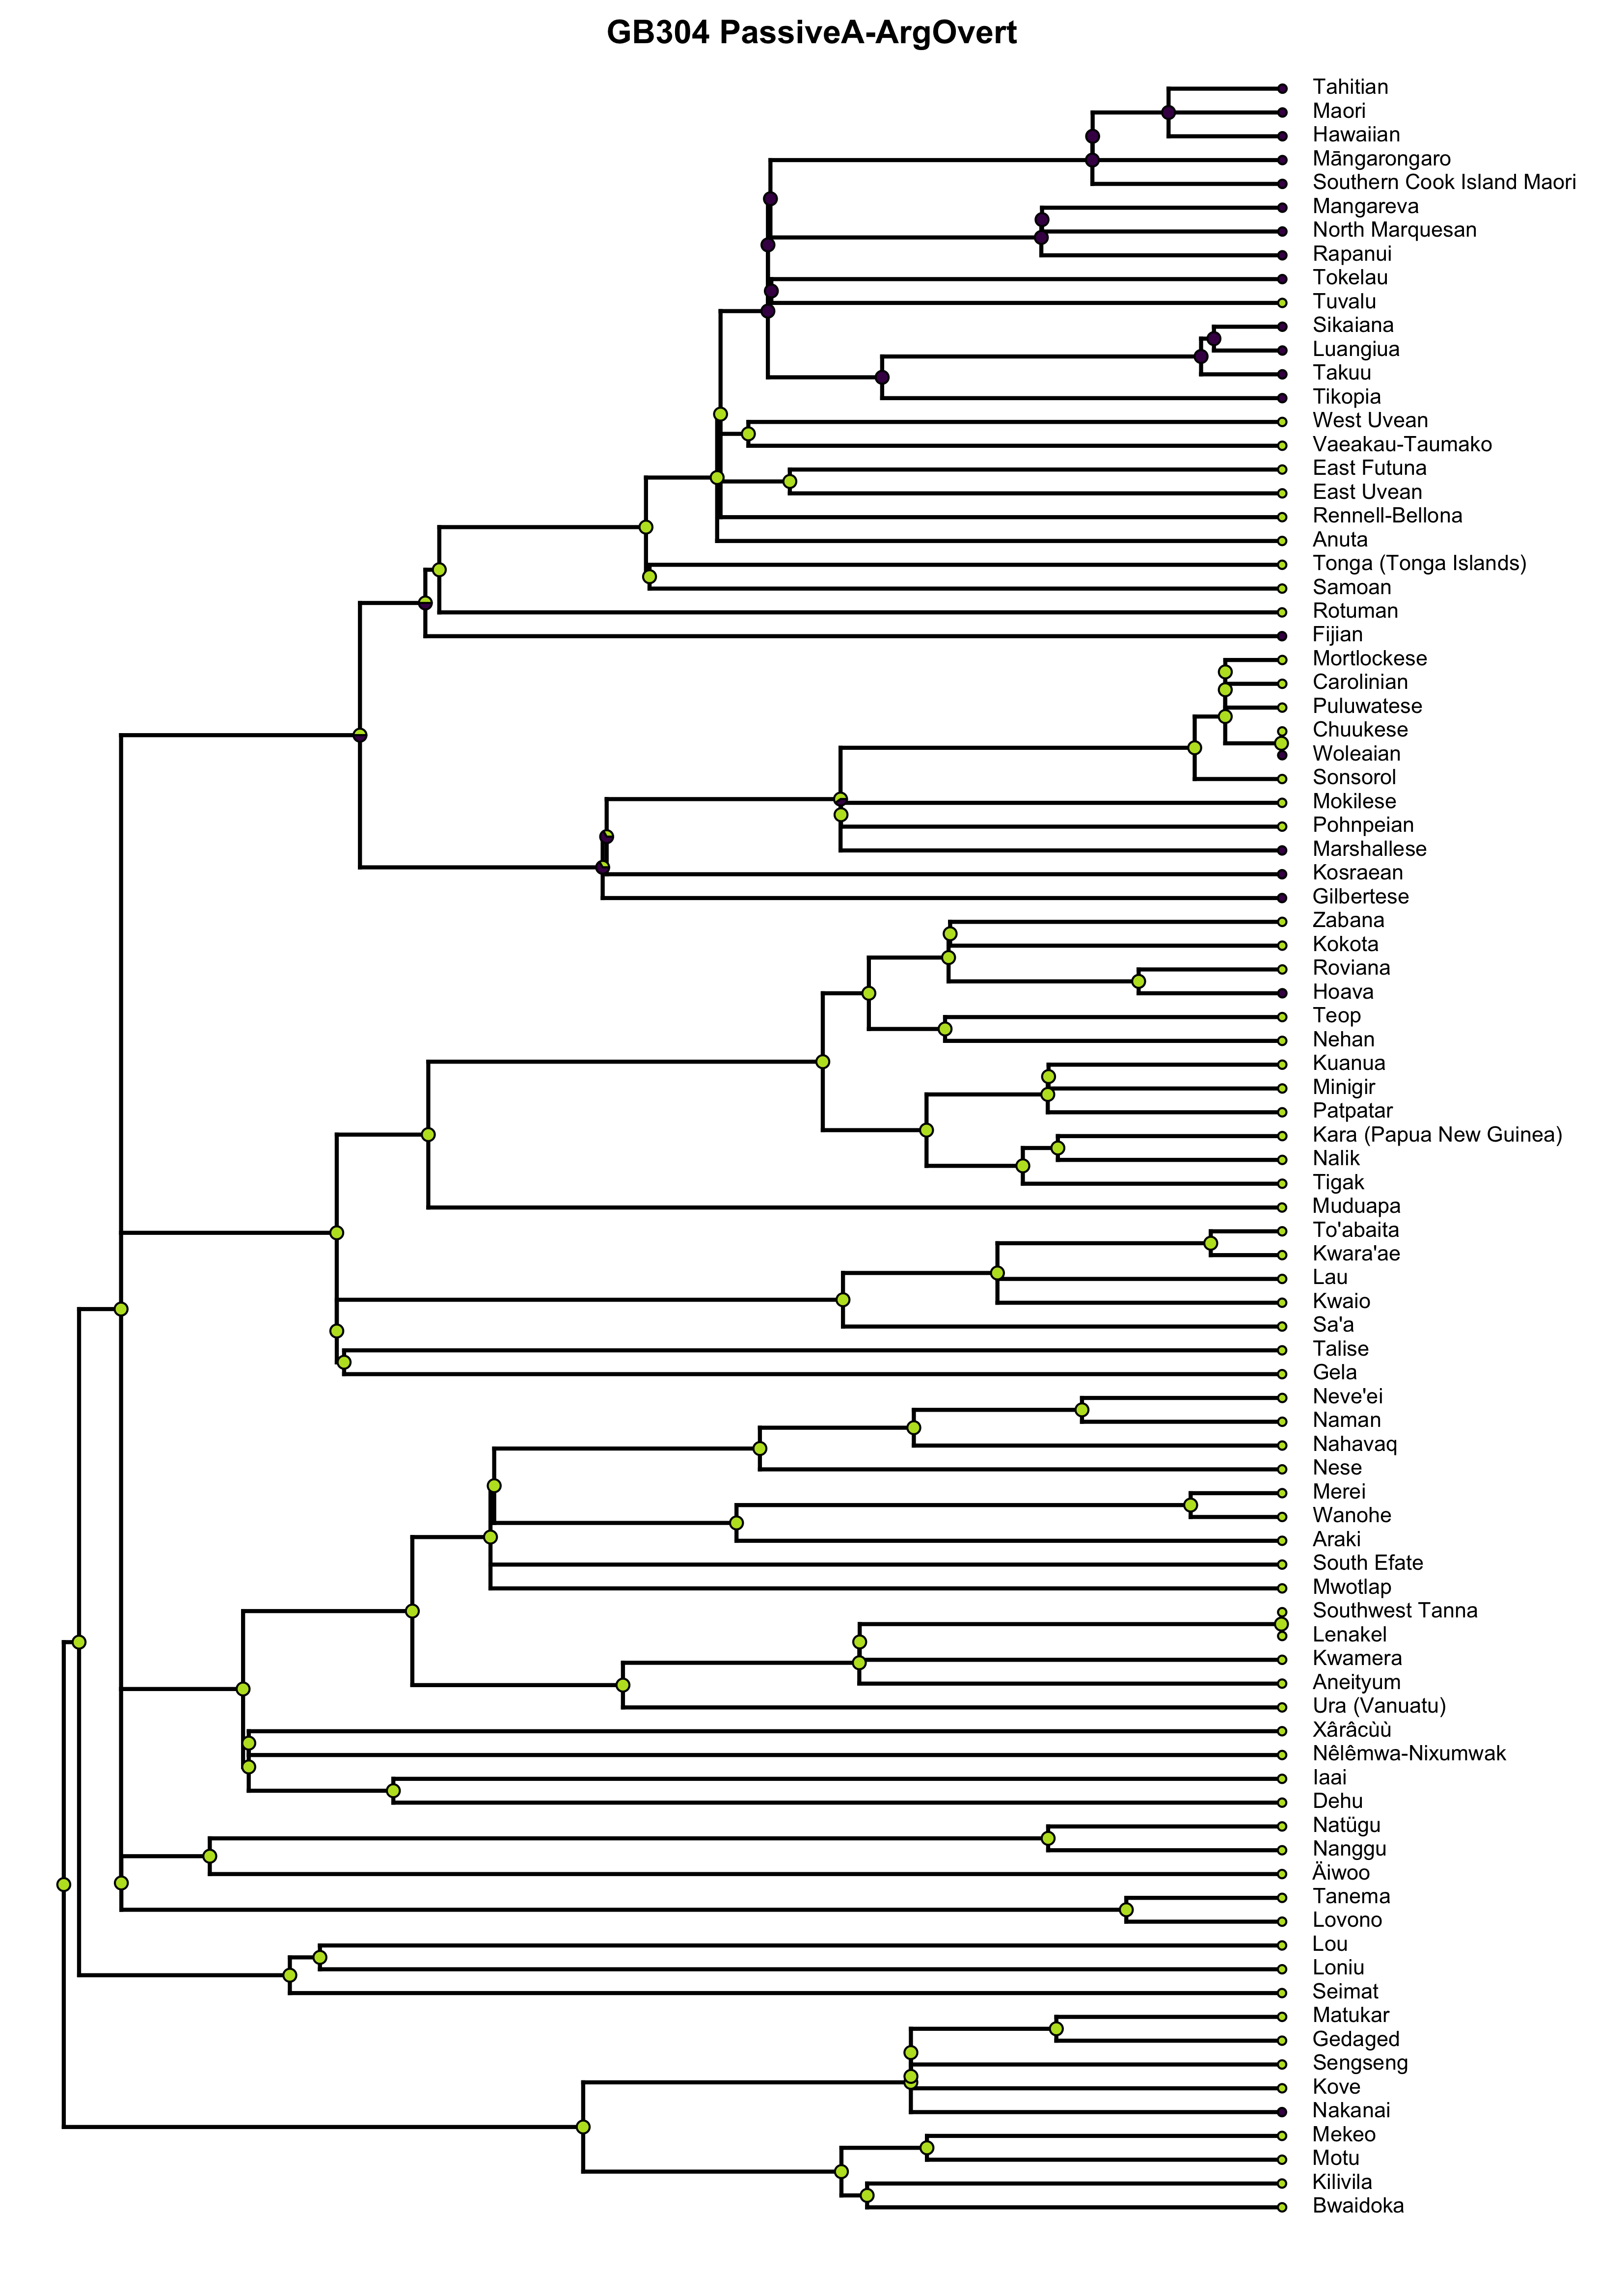 GB304 PassiveA-ArgOvert
Tahitian
Maori
Hawaiian
Māngarongaro
Southern Cook Island Maori
Mangareva
North Marquesan
Rapanui
Tokelau
Tuvalu
Sikaiana
Luangiua
Takuu
Tikopia
West Uvean
Vaeakau-Taumako
East Futuna
East Uvean
Rennell-Bellona
Anuta
Tonga (Tonga Islands)
Samoan
Rotuman
Fijian
Mortlockese
Carolinian
Puluwatese
Chuukese
Woleaian
Sonsorol
Mokilese
Pohnpeian
Marshallese
Kosraean
Gilbertese
Zabana
Kokota
Roviana
Hoava
Teop
Nehan
Kuanua
Minigir
Patpatar
Kara (Papua New Guinea)
Nalik
Tigak
Muduapa
To'abaita
Kwara'ae
Lau
Kwaio
Sa'a
Talise
Gela
Neve'ei
Naman
Nahavaq
Nese
Merei
Wanohe
Araki
South Efate
Mwotlap
Southwest Tanna
Lenakel
Kwamera
Aneityum
Ura (Vanuatu)
Xârâcùù
Nêlêmwa-Nixumwak
Iaai
Dehu
Natügu
Nanggu
Äiwoo
Tanema
Lovono
Lou
Loniu
Seimat
Matukar
Gedaged
Sengseng
Kove
Nakanai
Mekeo
Motu
Kilivila
Bwaidoka